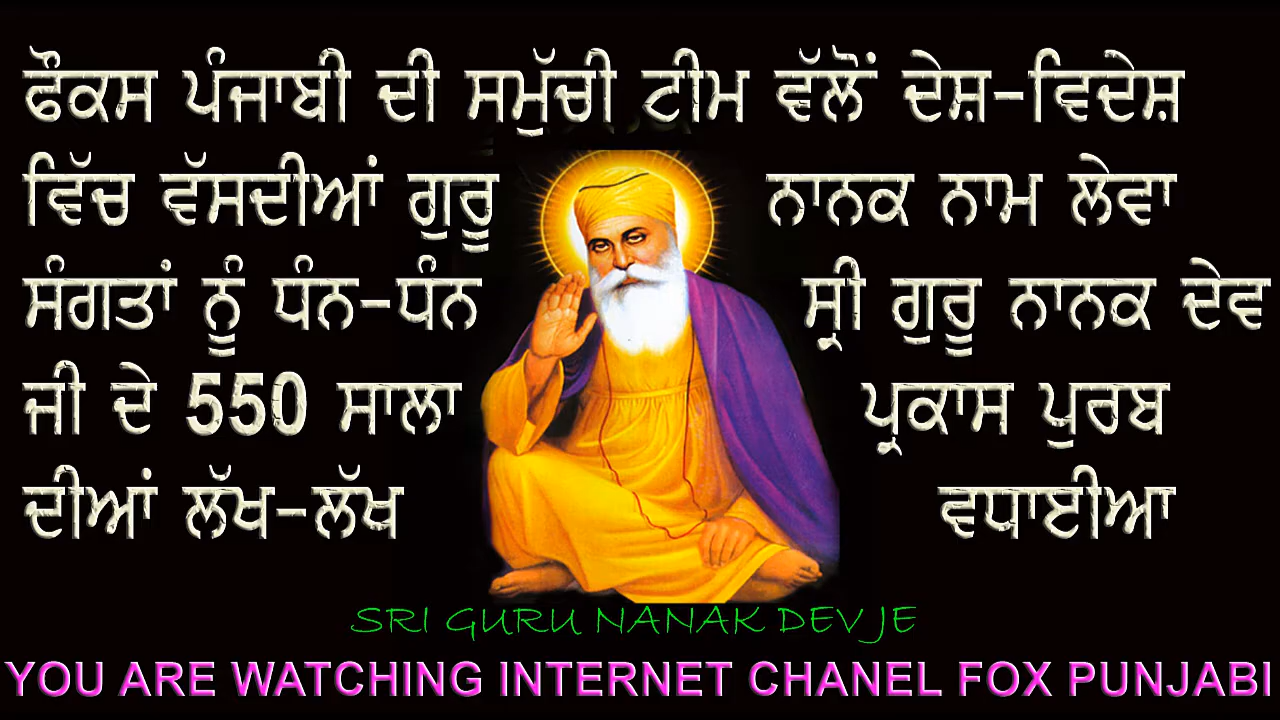 ਫੌਕਸ ਪੰਜਾਬੀ ਦੀ ਸਮੁੱਚੀ ਟੀਮ ਵੱਲੋਂ ਦੇਸ਼-ਵਿਦੇਸ਼
ਵਿੱਚ ਵੱਸਦੀਆਂ ਗੁਰੂ ਨਾਨਕ ਨਾਮ ਲੇਵਾ
ਸੰਗਤਾਂ ਨੂੰ ਧੰਨ-ਧੰਨ ਸ੍ਰੀ ਗੁਰੂ ਨਾਨਕ ਦੇਵ
ਜੀ ਦੇ 550 ਸਾਲਾ ਪ੍ਰਕਾਸ ਪੁਰਬ
ਦੀਆਂ ਲੱਖ-ਲੱਖ ਵਧਾਈਆ
SRI GURU NANAK DEV JE
YOU ARE WATCHING INTERNET CHANEL FOX PUNJABI